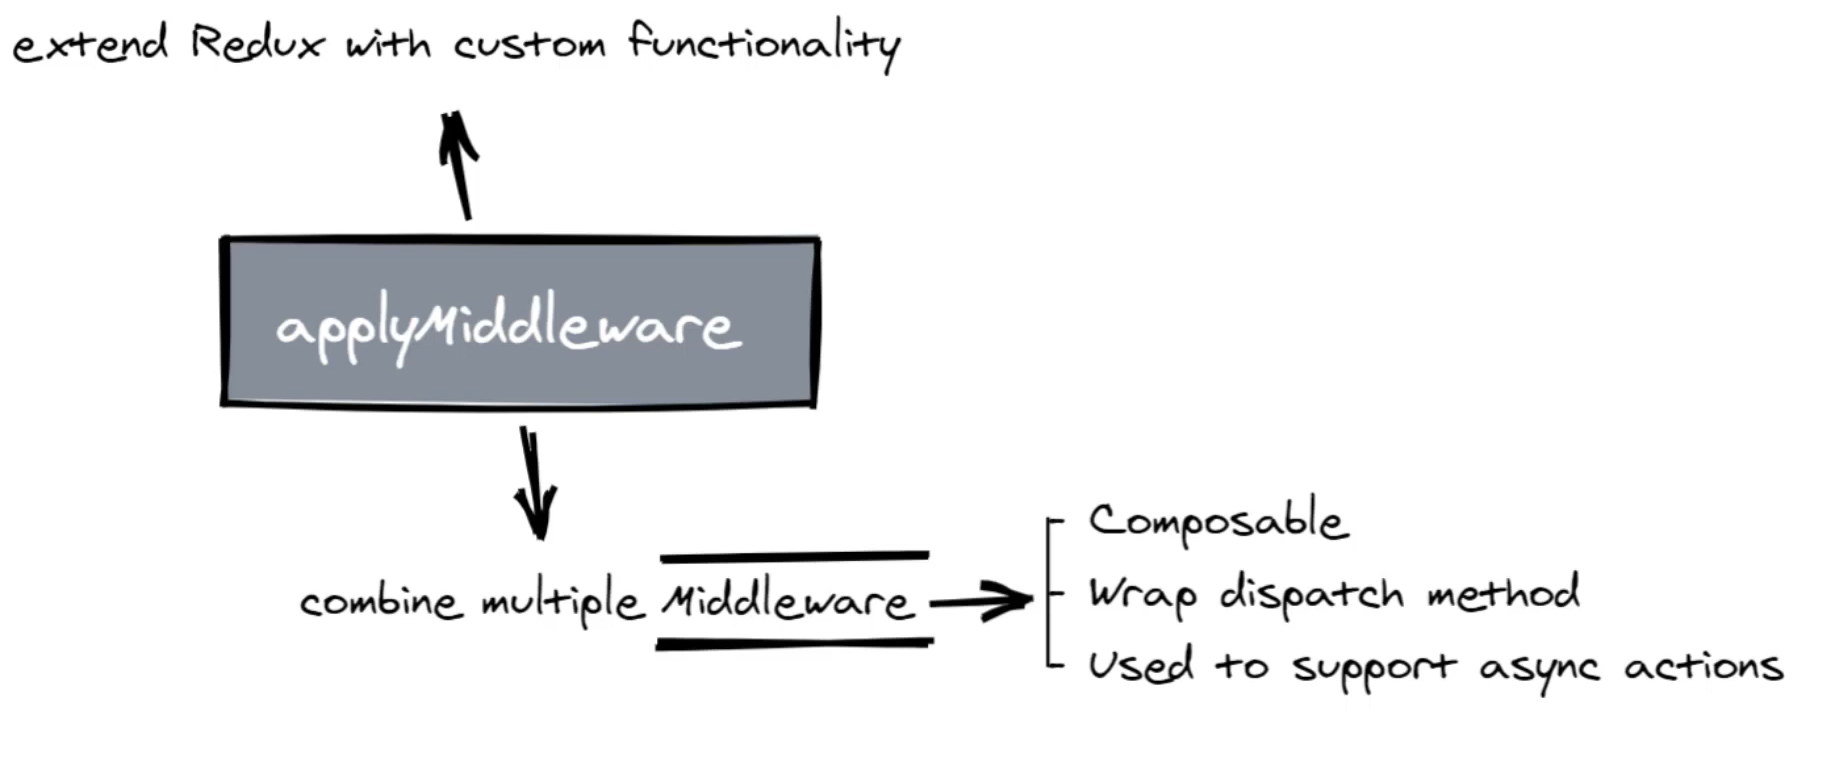 extend Redux with custom functionality
applyMiddleware
combine multiple Middleware
Composable
Wrap dispatch method
Used to support async actions